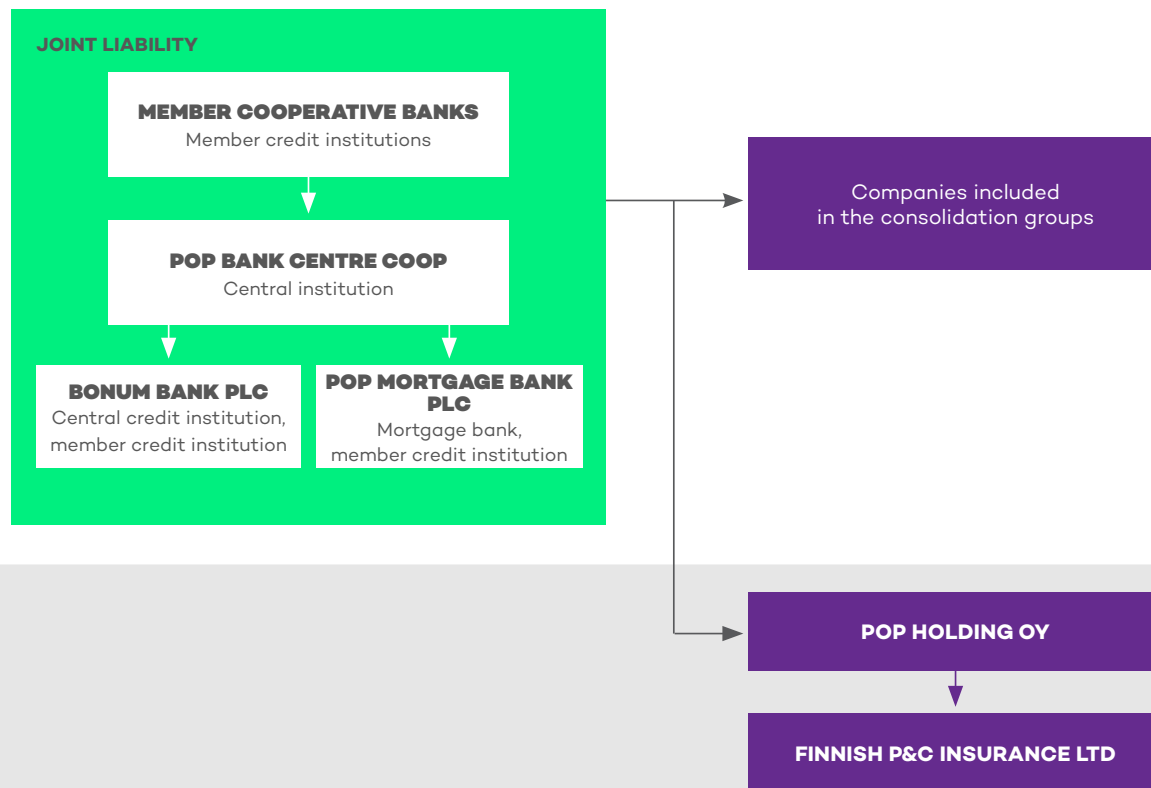 JOINT LIABILITY
MEMBER COOPERATIVE BANKS
Member credit institutions
POP BANK CENTRE COOP
Central institution
BONUM BANK PLC
Central credit institution,
member credit institution
POP MORTGAGE BANK
PLC
Mortgage bank,
member credit institution
Companies included
in the consolidation groups
POP HOLDING OY
FINNISH P&C INSURANCE LTD